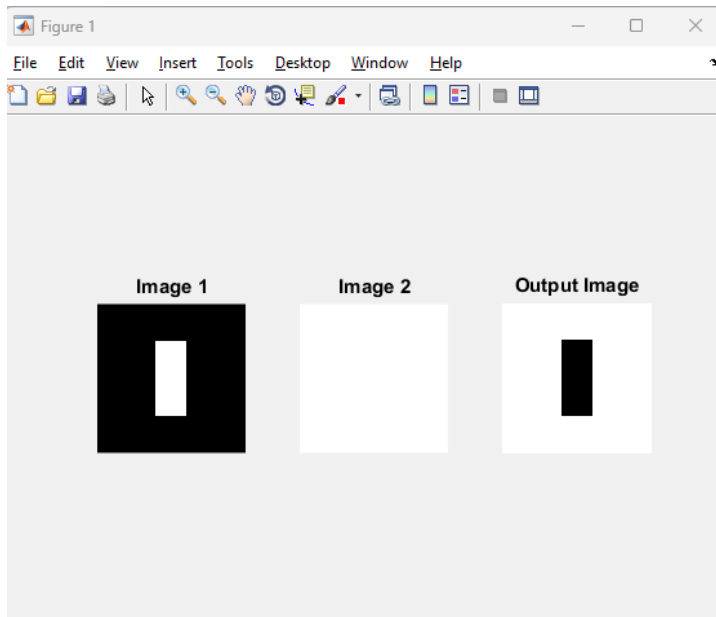 Figure 1
File Edit View Insert Tools Desktop Window Help
Image 1 Image 2 Output Image